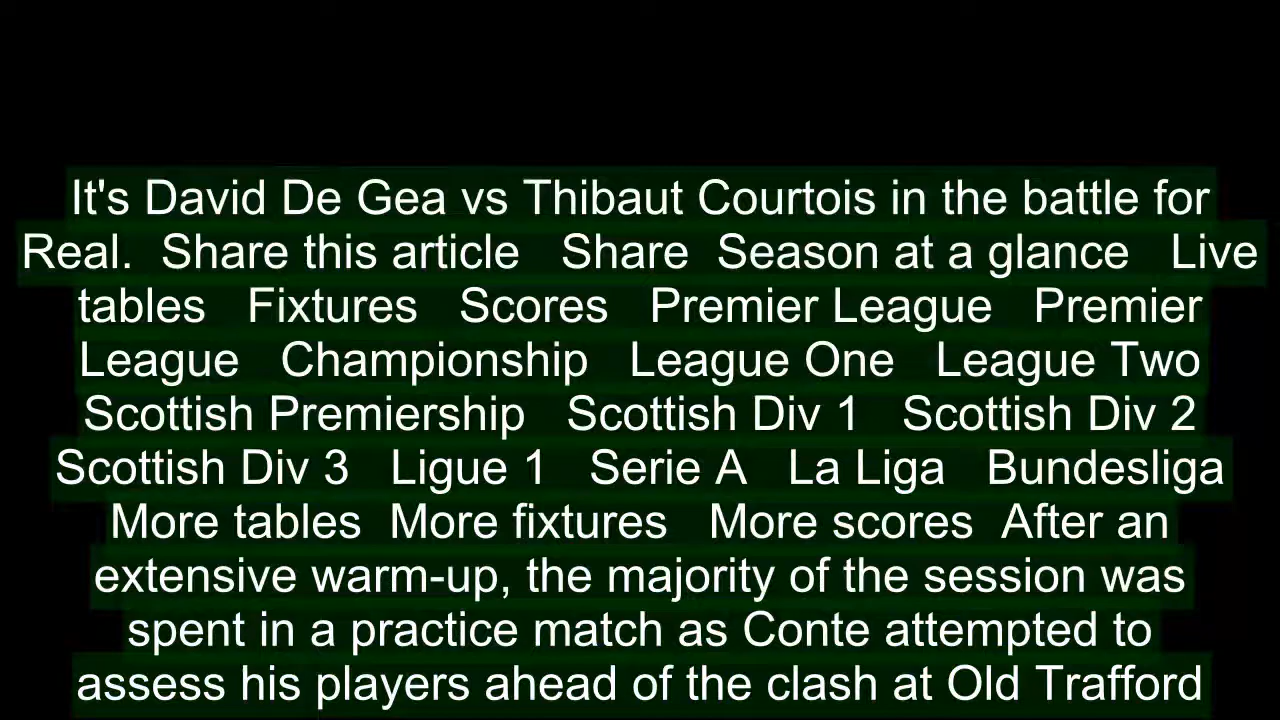 It's David De Gea vs Thibaut Courtois in the battle for
Real.  Share this article   Share  Season at a glance   Live
tables   Fixtures   Scores   Premier League   Premier
League   Championship   League One   League Two
Scottish Premiership   Scottish Div 1   Scottish Div 2
Scottish Div 3   Ligue 1   Serie A   La Liga   Bundesliga
More tables  More fixtures   More scores  After an
extensive warm-up, the majority of the session was
spent in a practice match as Conte attempted to
assess his players ahead of the clash at Old Trafford